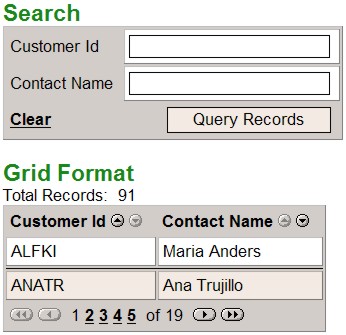 Search
Customer Id
Contact Name
Clear Query Records
Grid Format
Total Records: 91
Customer Id Contact Name
ALFKI Maria Anders
ANATR Ana Trujillo
1 2 3 4 5 of 19